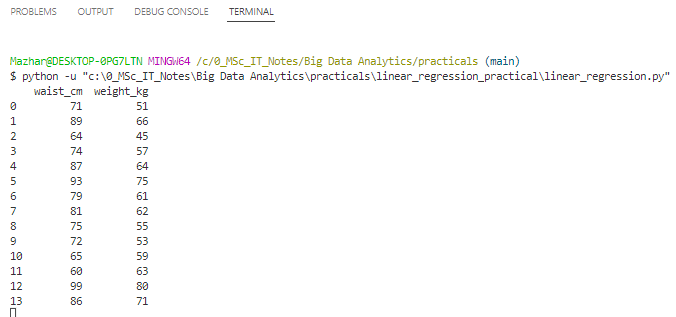 PROBLEMS OUTPUT DEBUG CONSOLE TERMINAL
Mazhar@DESKTOP-0PG7LTN MINGW64 /c/0_MSc_IT_Notes/Big Data Analytics/practicals (main)
$ python -u "c:\0_MSc_IT_Notes\Big Data Analytics\practicals\linear_regression_practical\linear_regression.py"
waist_cm weight_kg
0 71 51
1 89 66
2 64 45
3 74 57
4 87 64
5 93 75
6 79 61
7 81 62
8 75 55
9 72 53
10 65 59
11 60 63
12 99 80
13 86 71